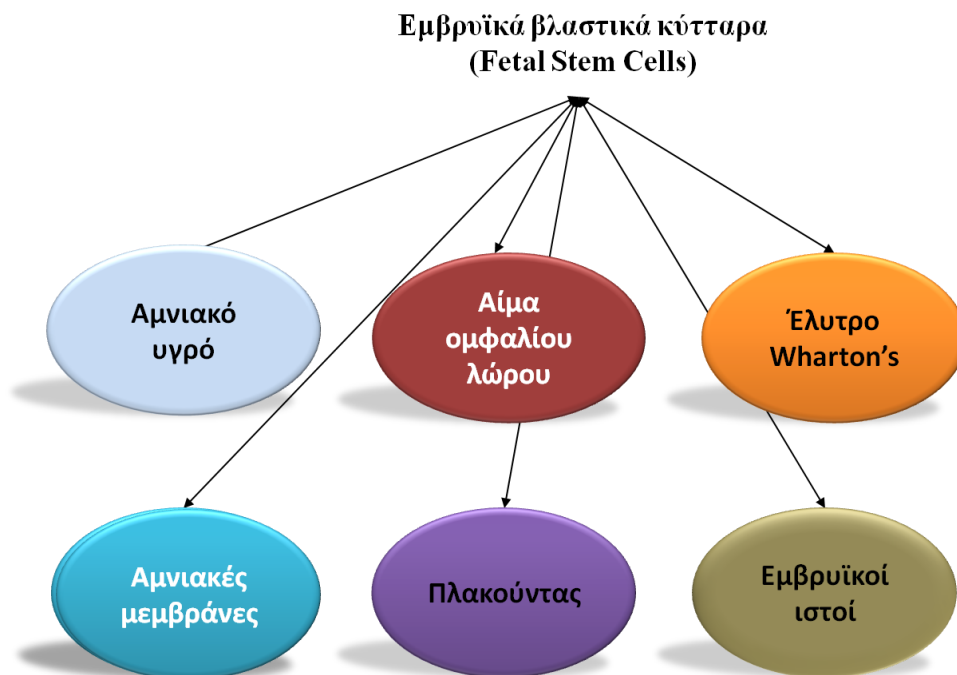 Εμβρυϊκά βλαστικά κύτταρα
(Fetal Stem Cells)
Αμνιακό
υγρό
Αίμα
ομφαλίου
λώρου
Έλυτρο
Wharton's
Αμνιακές
μεμβράνες
Πλακούντας
Εμβρυϊκοί
ιστοί